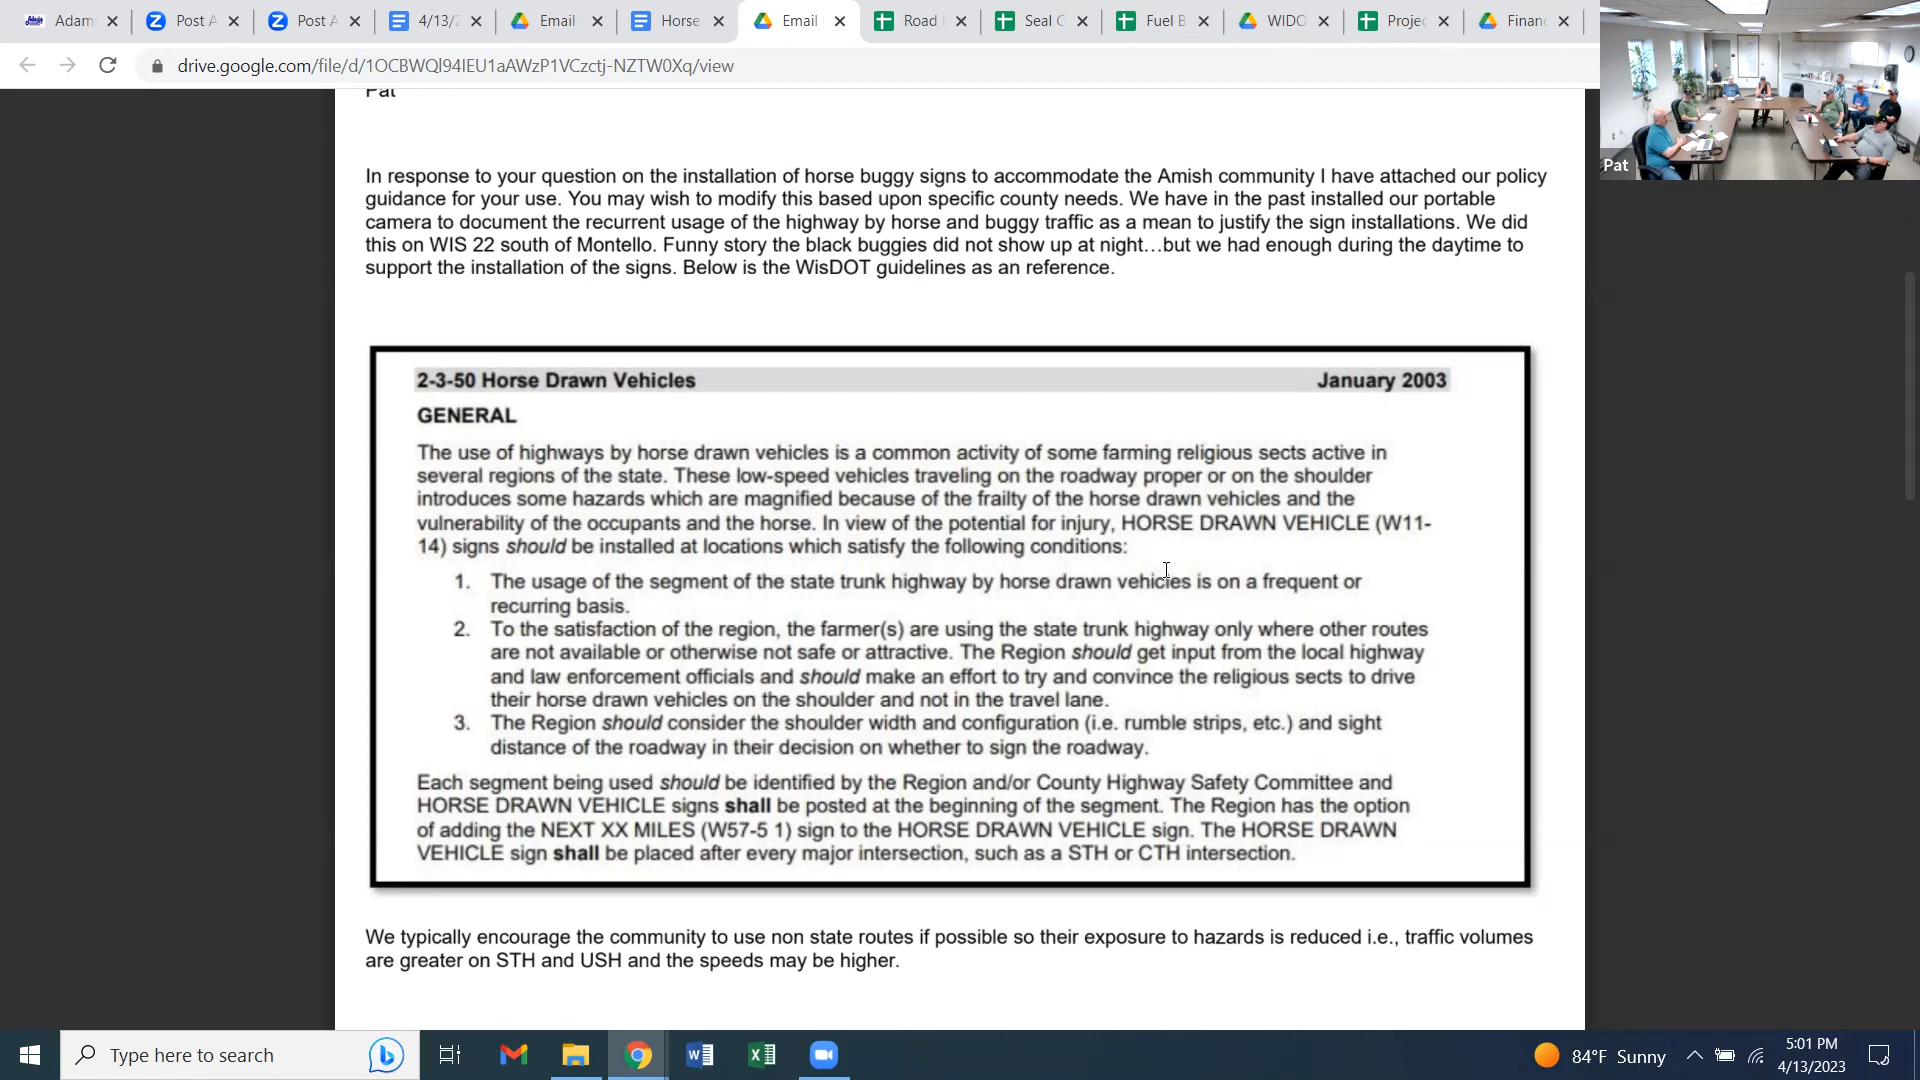 Adam
Post A
Post A
4/13/2
Email
Horse
Email
Road
Seal C
Fuel B
WIDO
Projec
Financ
drive.google.com/file/d/1OCBWQl94IEU1aAWzP1VCzctj-NZTW0Xq/view
Pat
Pat
In response to your question on the installation of horse buggy signs to accommodate the Amish community I have attached our policy
guidance for your use. You may wish to modify this based upon specific county needs. We have in the past installed our portable
camera to document the recurrent usage of the highway by horse and buggy traffic as a mean to justify the sign installations. We did
this on WIS 22 south of Montello. Funny story the black buggies did not show up at night…but we had enough during the daytime to
support the installation of the signs. Below is the WisDOT guidelines as an reference.
2-3-50 Horse Drawn Vehicles January 2003
GENERAL
The use of highways by horse drawn vehicles is a common activity of some farming religious sects active in
several regions of the state. These low-speed vehicles traveling on the roadway proper or on the shoulder
introduces some hazards which are magnified because of the frailty of the horse drawn vehicles and the
vulnerability of the occupants and the horse. In view of the potential for injury, HORSE DRAWN VEHICLE (W11-
14) signs should be installed at locations which satisfy the following conditions:
1. The usage of the segment of the state trunk highway by horse drawn vehicles is on a frequent or
recurring basis.
2. To the satisfaction of the region, the farmer(s) are using the state trunk highway only where other routes
are not available or otherwise not safe or attractive. The Region should get input from the local highway
and law enforcement officials and should make an effort to try and convince the religious sects to drive
their horse drawn vehicles on the shoulder and not in the travel lane.
3. The Region should consider the shoulder width and configuration (i.e. rumble strips, etc.) and sight
distance of the roadway in their decision on whether to sign the roadway.
Each segment being used should be identified by the Region and/or County Highway Safety Committee and
HORSE DRAWN VEHICLE signs shall be posted at the beginning of the segment. The Region has the option
of adding the NEXT XX MILES (W57-5 1) sign to the HORSE DRAWN VEHICLE sign. The HORSE DRAWN
VEHICLE sign shall be placed after every major intersection, such as a STH or CTH intersection.
We typically encourage the community to use non state routes if possible so their exposure to hazards is reduced i.e., traffic volumes
are greater on STH and USH and the speeds may be higher.
Type here to search
84°F Sunny
5:01 PM
4/13/2023